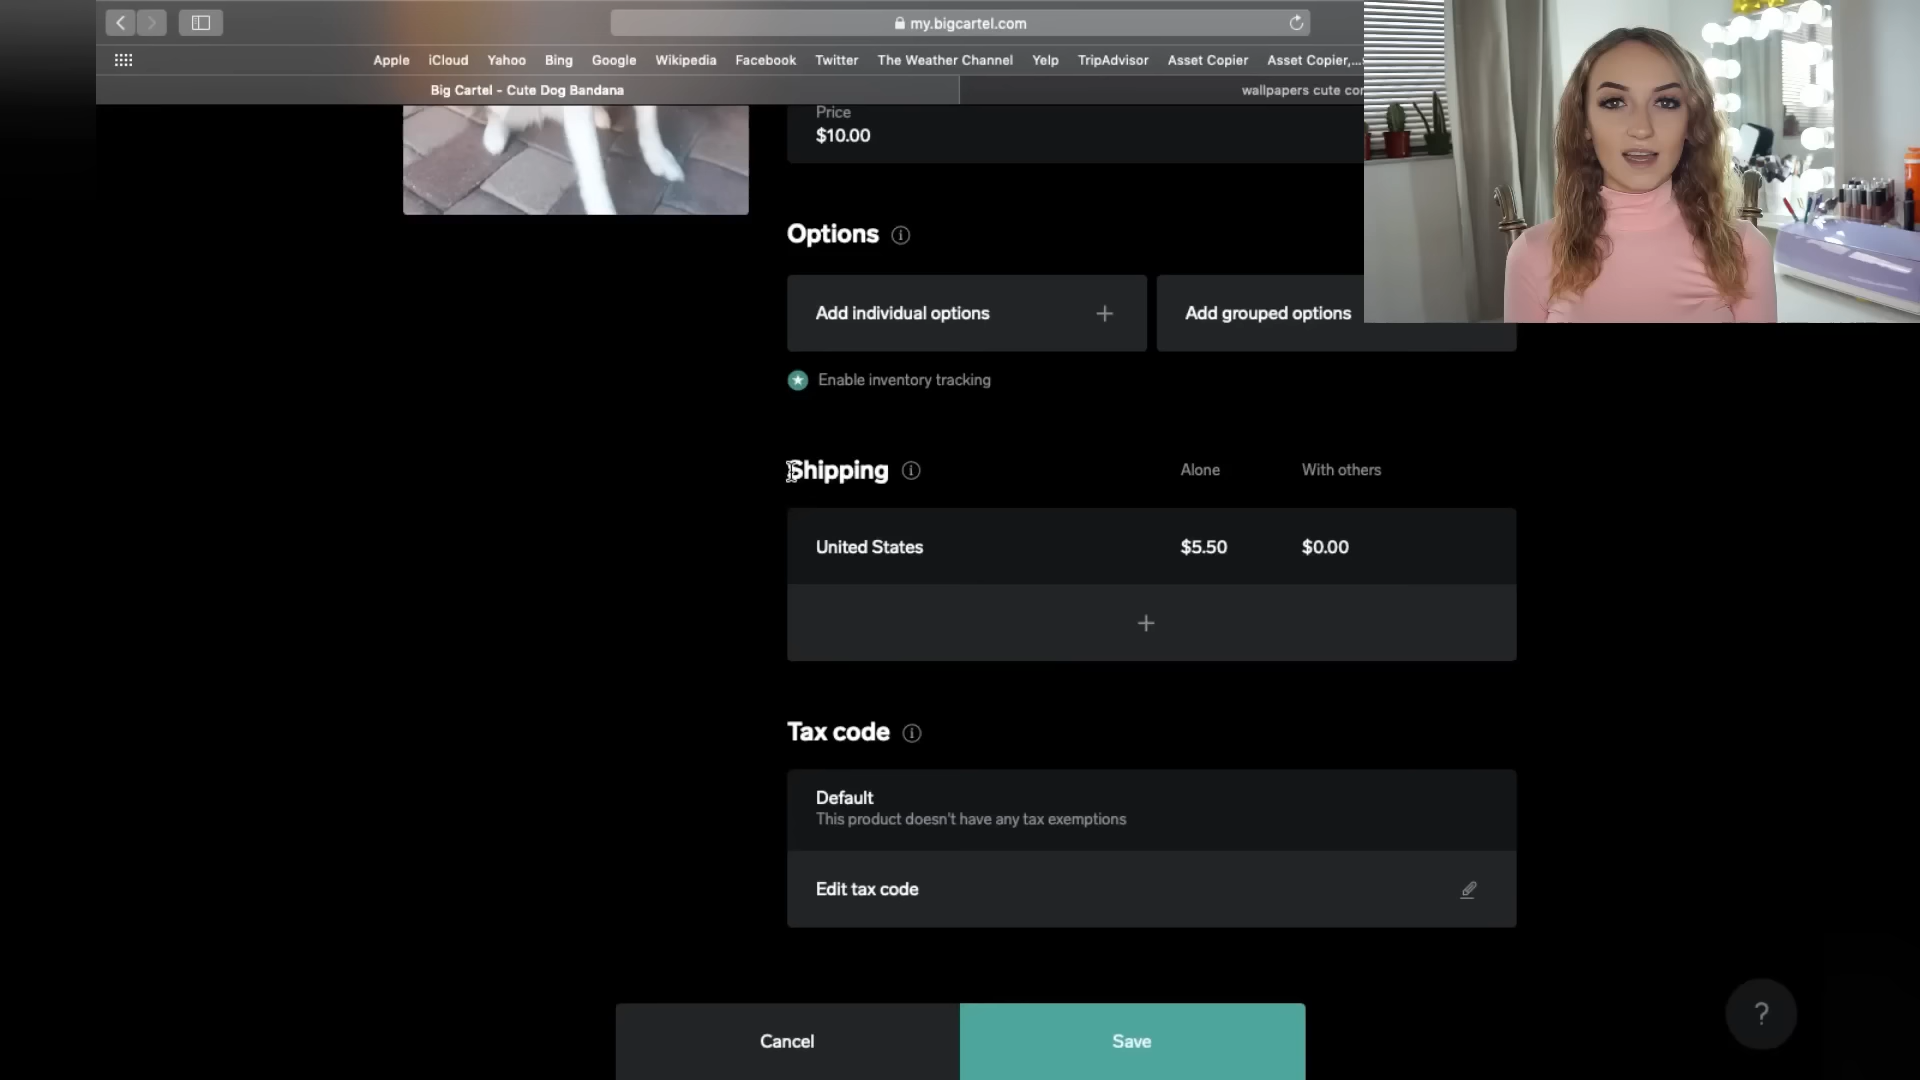 my.bigcartel.com
Apple iCloud Yahoo Bing Google Wikipedia Facebook Twitter The Weather Channel Yelp TripAdvisor Asset Copier Asset Copier,...
Big Cartel - Cute Dog Bandana
wallpapers cute cor
Price
$10.00
Options
Add individual options +
Add grouped options
Enable inventory tracking
Shipping Alone With others
United States $5.50 $0.00
+
Tax code
Default
This product doesn't have any tax exemptions
Edit tax code
Cancel
Save
?